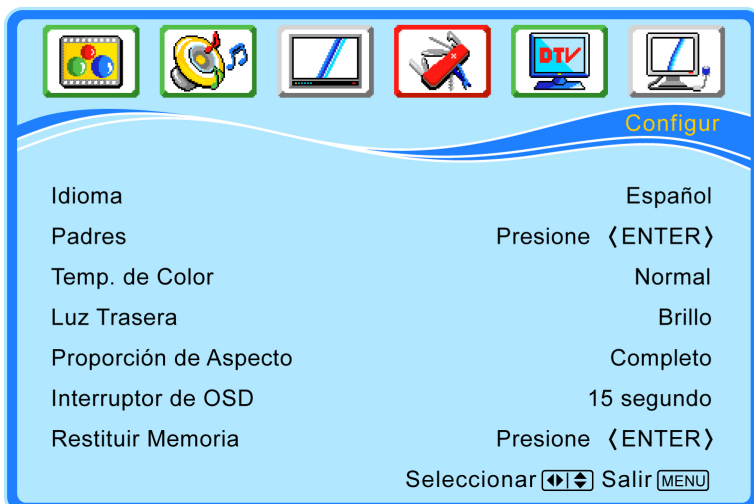 DTV
Configur
Idioma Español
Padres Presione 〈ENTER〉
Temp. de Color Normal
Luz Trasera Brillo
Proporción de Aspecto Completo
Interruptor de OSD 15 segundo
Restituir Memoria Presione 〈ENTER〉
Seleccionar Salir MENU